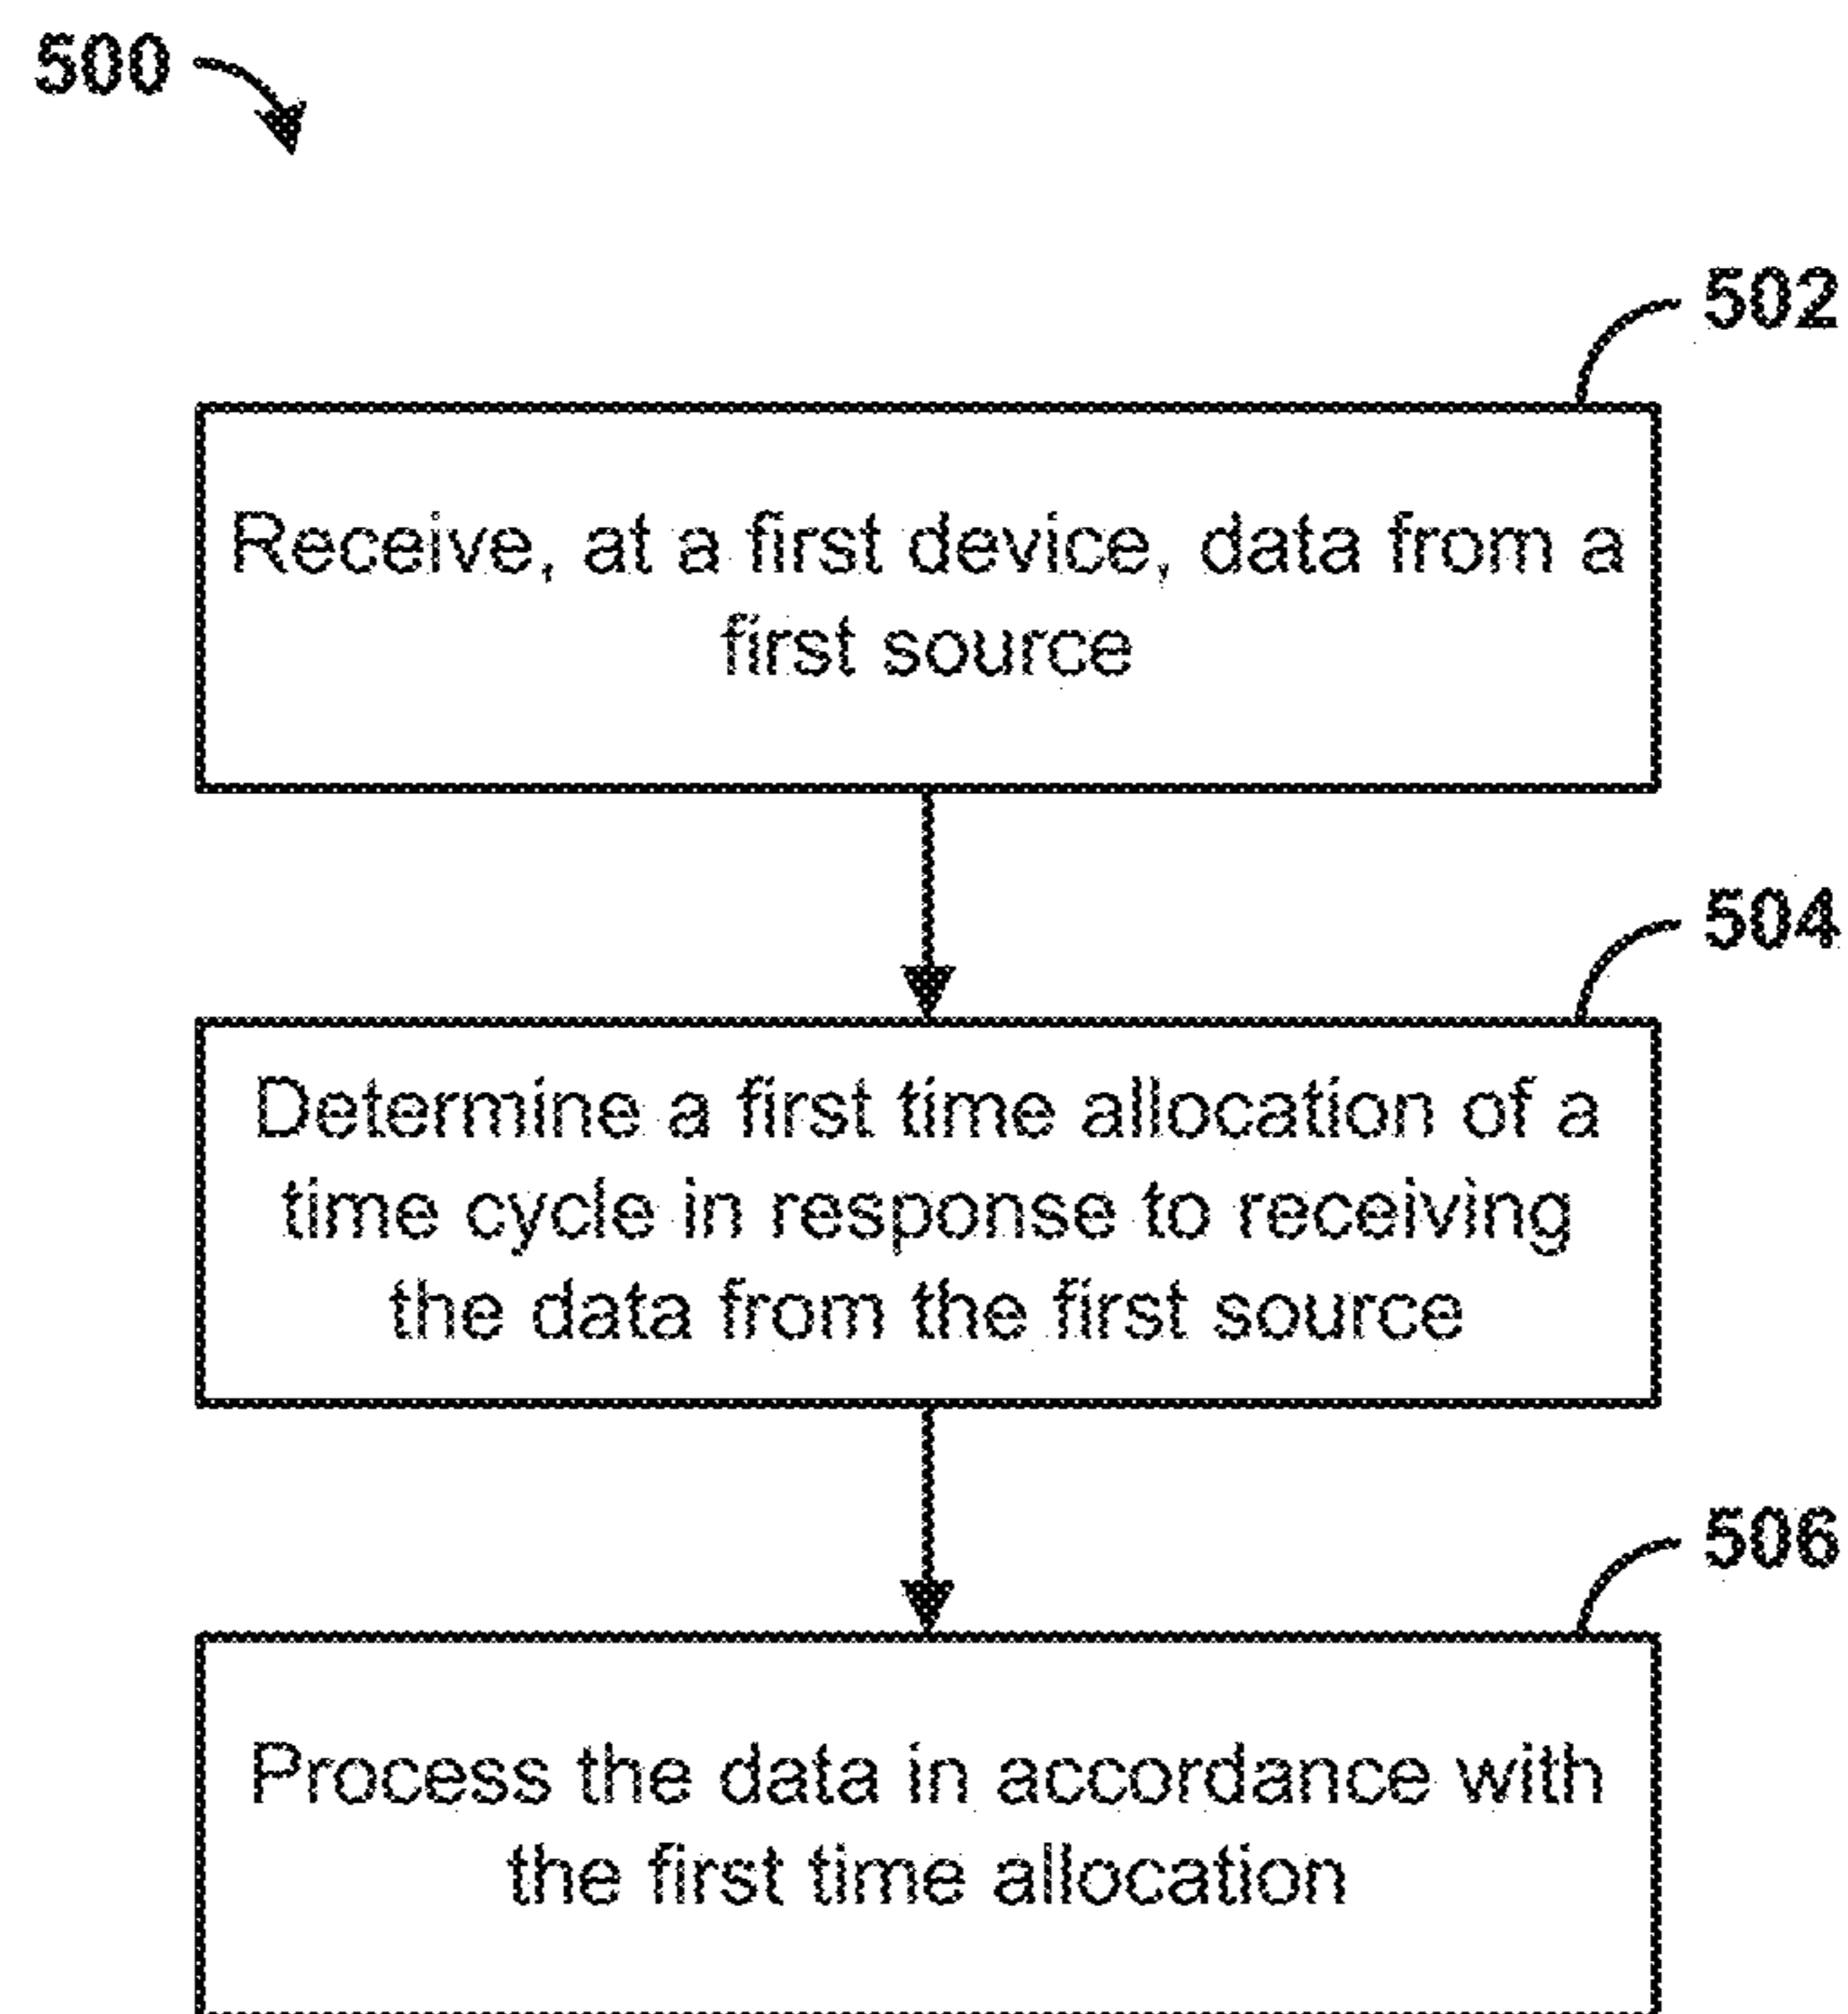 500
502
Receive, at a first device, data from a
first source
504
Determine a first time allocation of a
time cycle in response to receiving
the data from the first source
506
Process the data in accordance with
the first time allocation